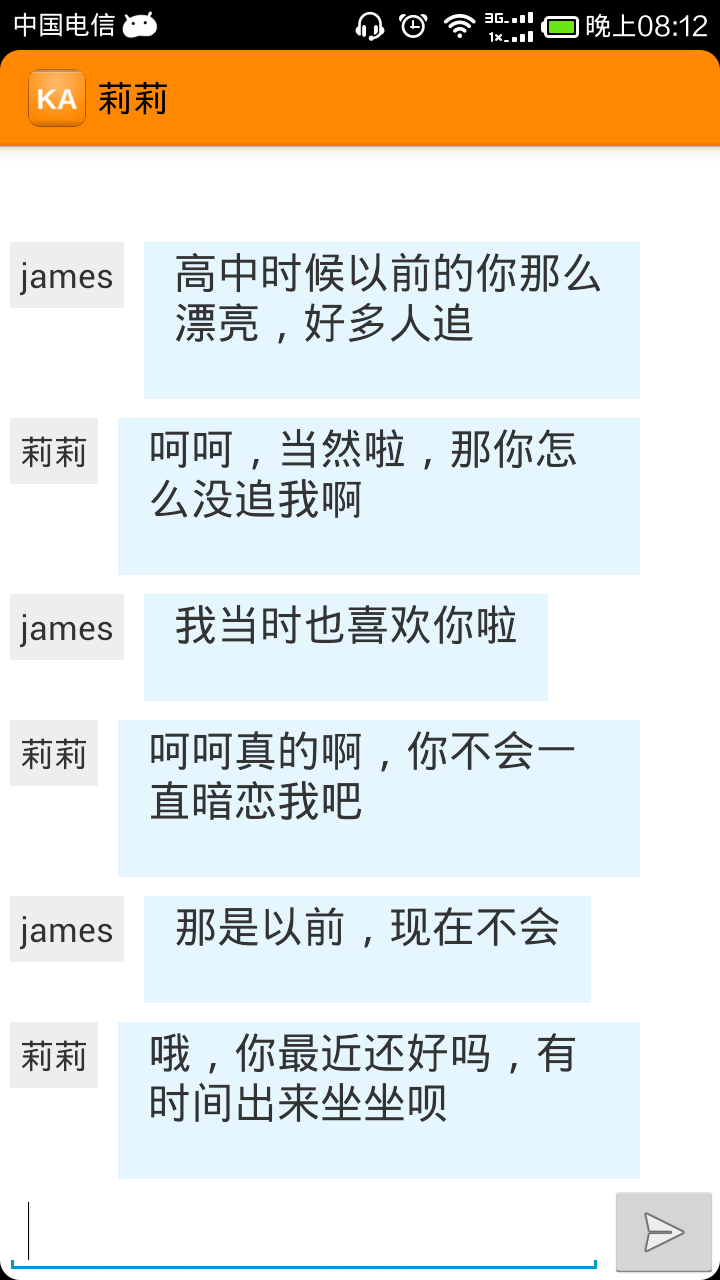 中国电信 3G 1x 晚上08:12
KA 莉莉
james 高中时候以前的你那么
漂亮，好多人追
莉莉 呵呵，当然啦，那你怎
么没追我啊
james 我当时也喜欢你啦
莉莉 呵呵真的啊，你不会一
直暗恋我吧
james 那是以前，现在不会
莉莉 哦，你最近还好吗，有
时间出来坐坐呗